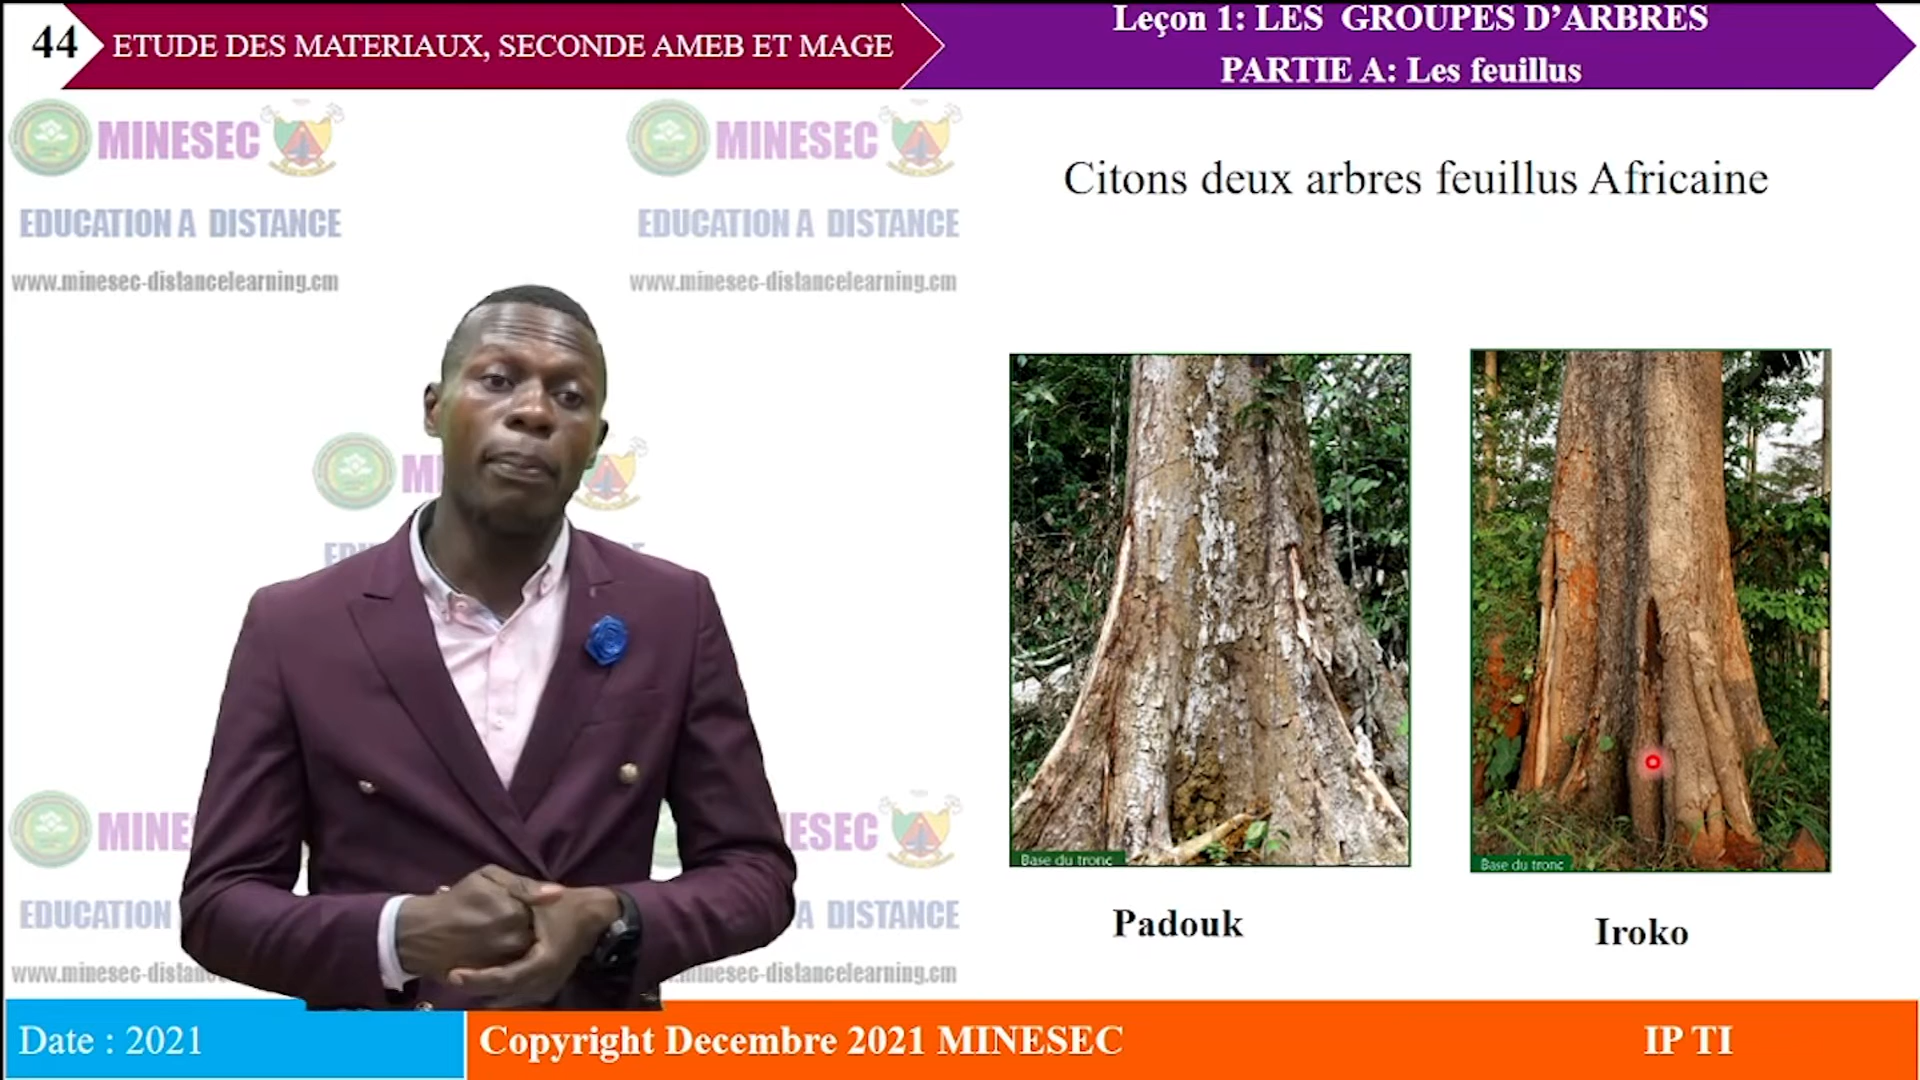 44
ETUDE DES MATERIAUX, SECONDE AMEB ET MAGE
Leçon 1: LES GROUPES D'ARBRES
PARTIE A: Les feuillus
MINESEC
EDUCATION A DISTANCE
www.minesec-distancelearning.cm
MINESEC
EDUCATION A DISTANCE
www.minesec-distancelearning.cm
Citons deux arbres feuillus Africaine
Base du tronc
Base du tronc
Padouk
Iroko
EDUCATION
A DISTANCE
Date : 2021
Copyright Decembre 2021 MINESEC
IP TI